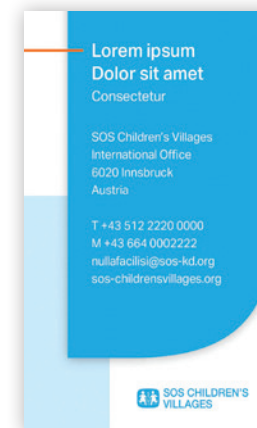 Lorem ipsum
Dolor sit amet
Consectetur
SOS Children's Villages
International Office
6020 Innsbruck
Austria
T +43 512 2220 0000
M +43 664 0002222
nullafacilisi@sos-kd.org
sos-childrensvillages.org
SOS CHILDREN'S
VILLAGES